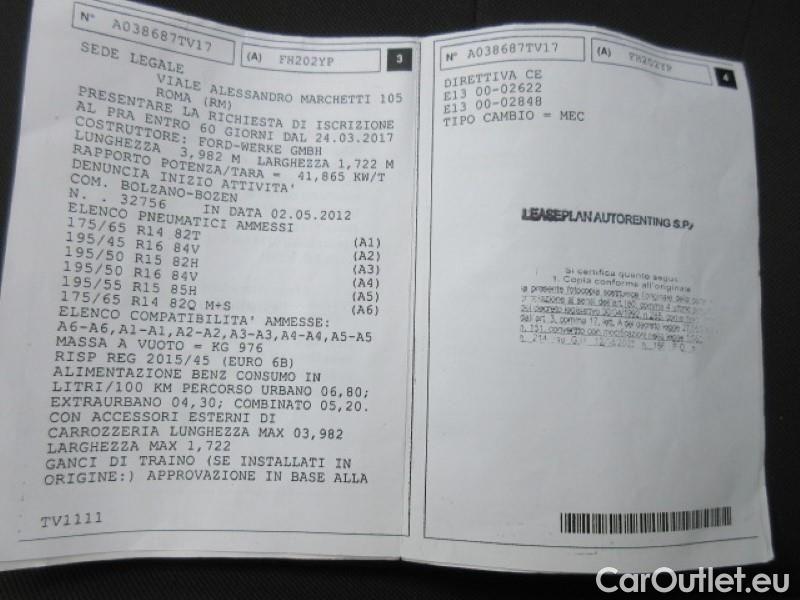 N° A038687TV17 (A) FH202YP 3
SEDE LEGALE
VIALE ALESSANDRO MARCHETTI 105
ROMA (RM)
PRESENTARE LA RICHIESTA DI ISCRIZIONE
AL PRA ENTRO 60 GIORNI DAL 24.03.2017
COSTRUTTORE: FORD-WERKE GMBH
LUNGHEZZA 3,982 M LARGHEZZA 1,722 M
RAPPORTO POTENZA/TARA = 41,865 KW/T
DENUNCIA INIZIO ATTIVITA'
COM. BOLZANO-BOZEN
N. . 32756 IN DATA 02.05.2012
ELENCO PNEUMATICI AMMESSI
175/65 R14 82T (A1)
195/45 R16 84V (A2)
195/50 R15 82H (A3)
195/50 R16 84V (A4)
195/55 R15 85H (A5)
175/65 R14 82Q M+S (A6)
ELENCO COMPATIBILITA' AMMESSE:
A6-A6,A1-A1,A2-A2,A3-A3,A4-A4,A5-A5
MASSA A VUOTO = KG 976
RISP REG 2015/45 (EURO 6B)
ALIMENTAZIONE BENZ CONSUMO IN
LITRI/100 KM PERCORSO URBANO 06,80;
EXTRAURBANO 04,30; COMBINATO 05,20.
CON ACCESSORI ESTERNI DI
CARROZZERIA LUNGHEZZA MAX 03,982
LARGHEZZA MAX 1,722
GANCI DI TRAINO (SE INSTALLATI IN
ORIGINE:) APPROVAZIONE IN BASE ALLA
TV1111
N° A038687TV17 (A) FH202YP 4
DIRETTIVA CE
E13 00-02622
E13 00-02848
TIPO CAMBIO = MEC
LEASEPLAN AUTORENTING S.P
Si certifica quanto segue
1. Copia conforme all'originale
la presente fotocopia sostituisce l'originale della
CarOutlet.eu